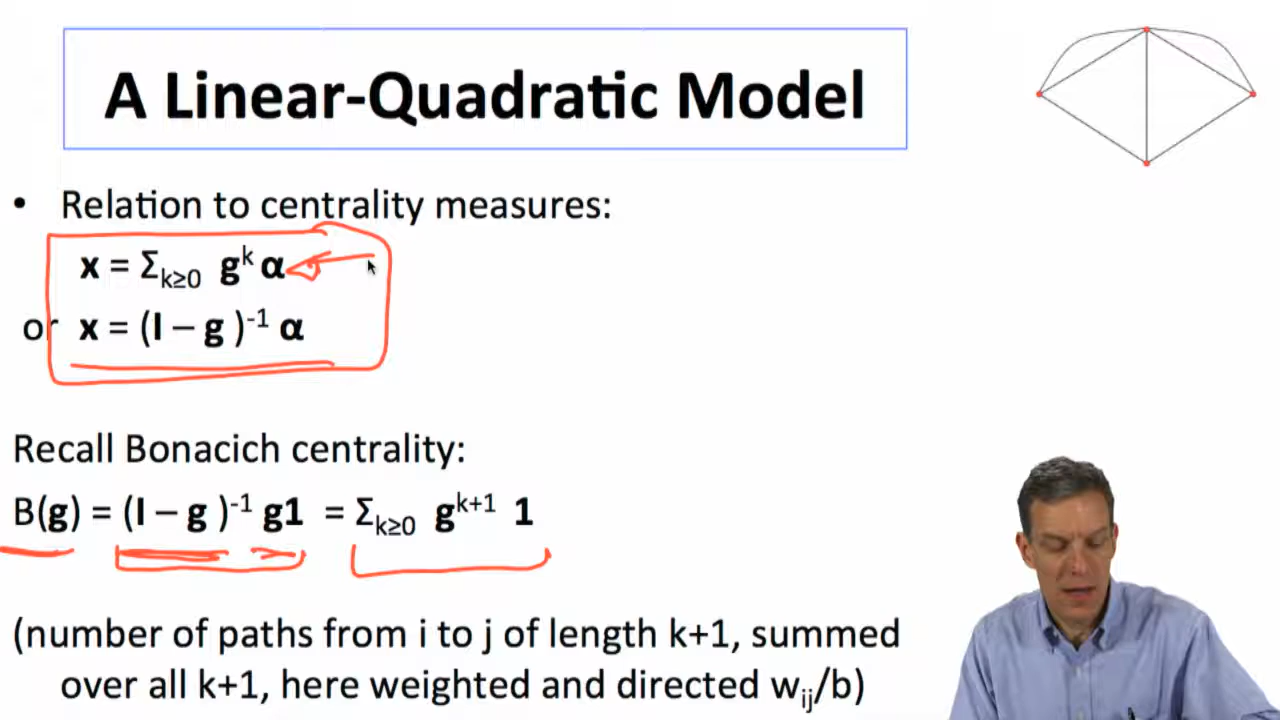 A Linear-Quadratic Model
• Relation to centrality measures:
x = Σk≥0 gᵏ α
or x = (I – g )⁻¹ α
Recall Bonacich centrality:
B(g) = (I – g )⁻¹ g1 = Σk≥0 gᵏ⁺¹ 1
(number of paths from i to j of length k+1, summed
over all k+1, here weighted and directed wij/b)